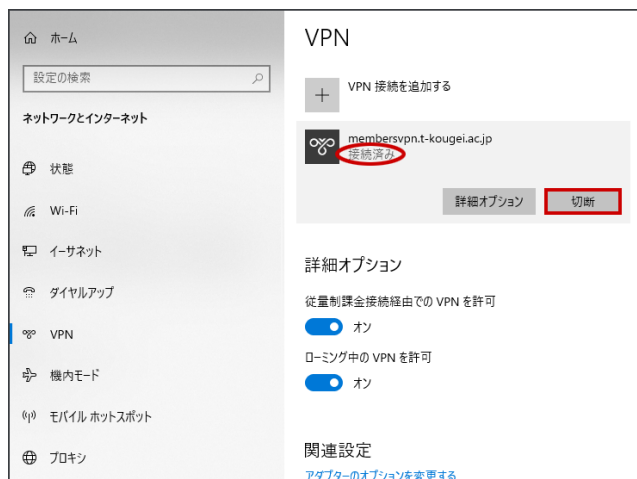 ホーム
設定の検索
ネットワークとインターネット
状態
Wi-Fi
イーサネット
ダイヤルアップ
VPN
機内モード
モバイル ホットスポット
プロキシ
VPN
VPN 接続を追加する
membersvpn.t-kougei.ac.jp
接続済み
詳細オプション
切断
詳細オプション
従量制課金接続経由での VPN を許可
オン
ローミング中の VPN を許可
オン
関連設定
アダプターのオプションを変更する